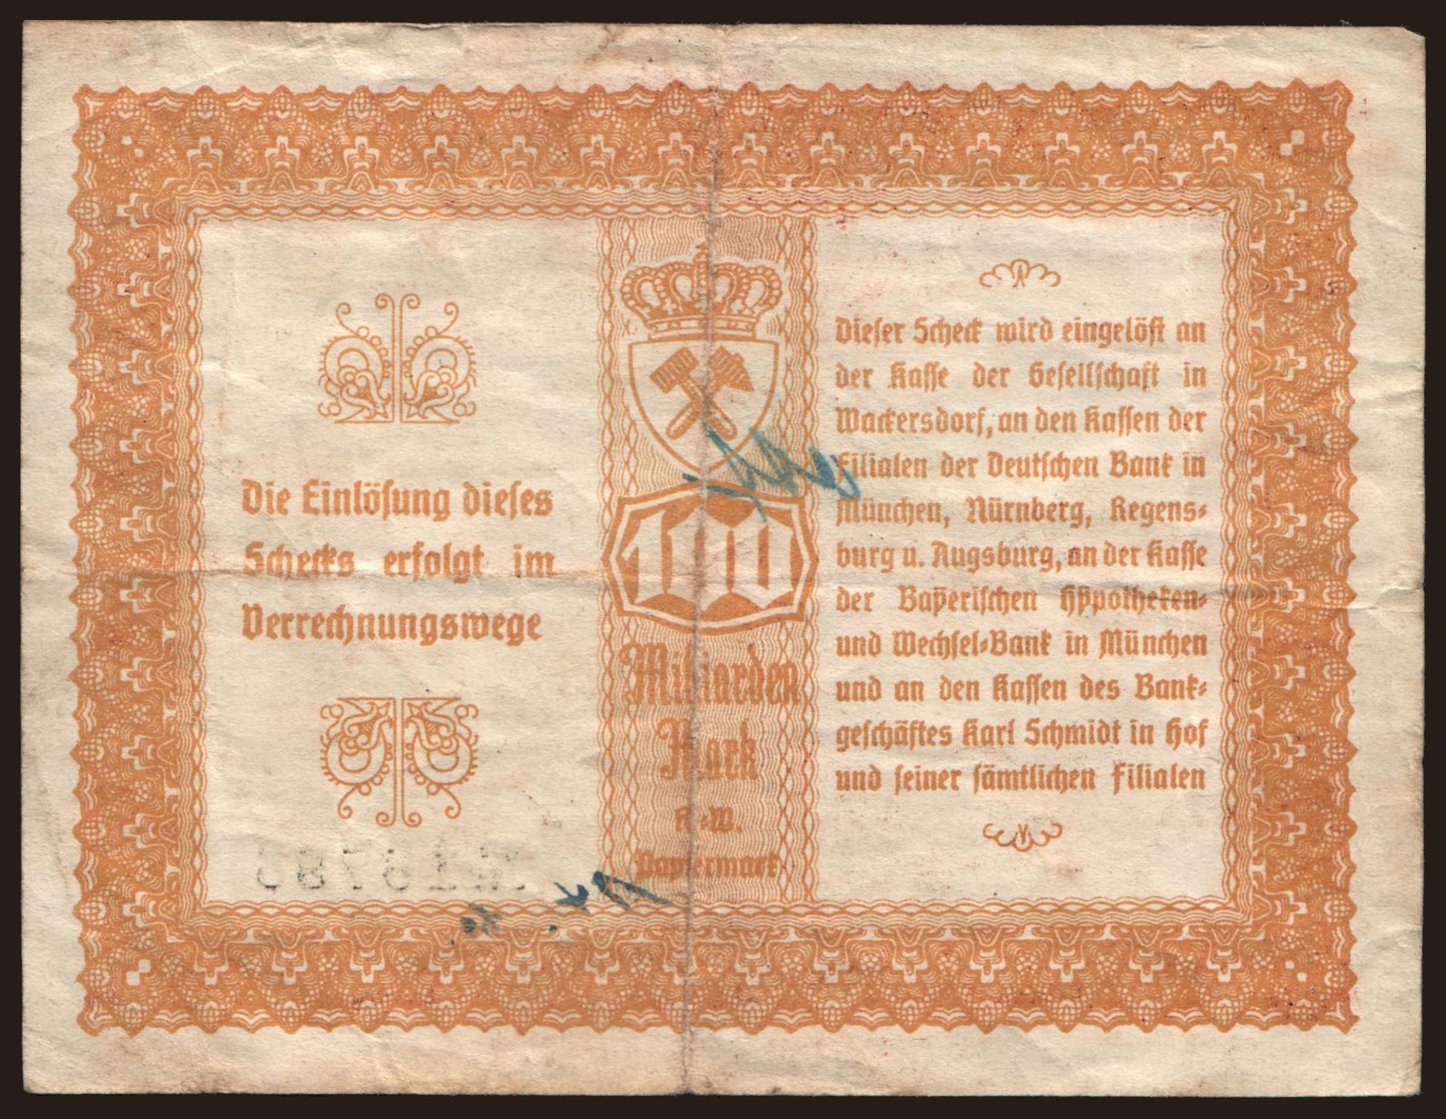 Die Einlösung dieses
Schecks erfolgt im
Verrechnungswege
100
Milliarden
Mark
R.=W.
Papiermark
Dieser Scheck wird eingelöst an
der Kasse der Gesellschaft in
Wackersdorf, an den Kassen der
Filialen der Deutschen Bank in
München, Nürnberg, Regens=
burg u. Augsburg, an der Kasse
der Bayerischen Hypotheken=
und Wechsel=Bank in München
und an den Kassen des Bank=
geschäftes Karl Schmidt in Hof
und seiner sämtlichen Filialen